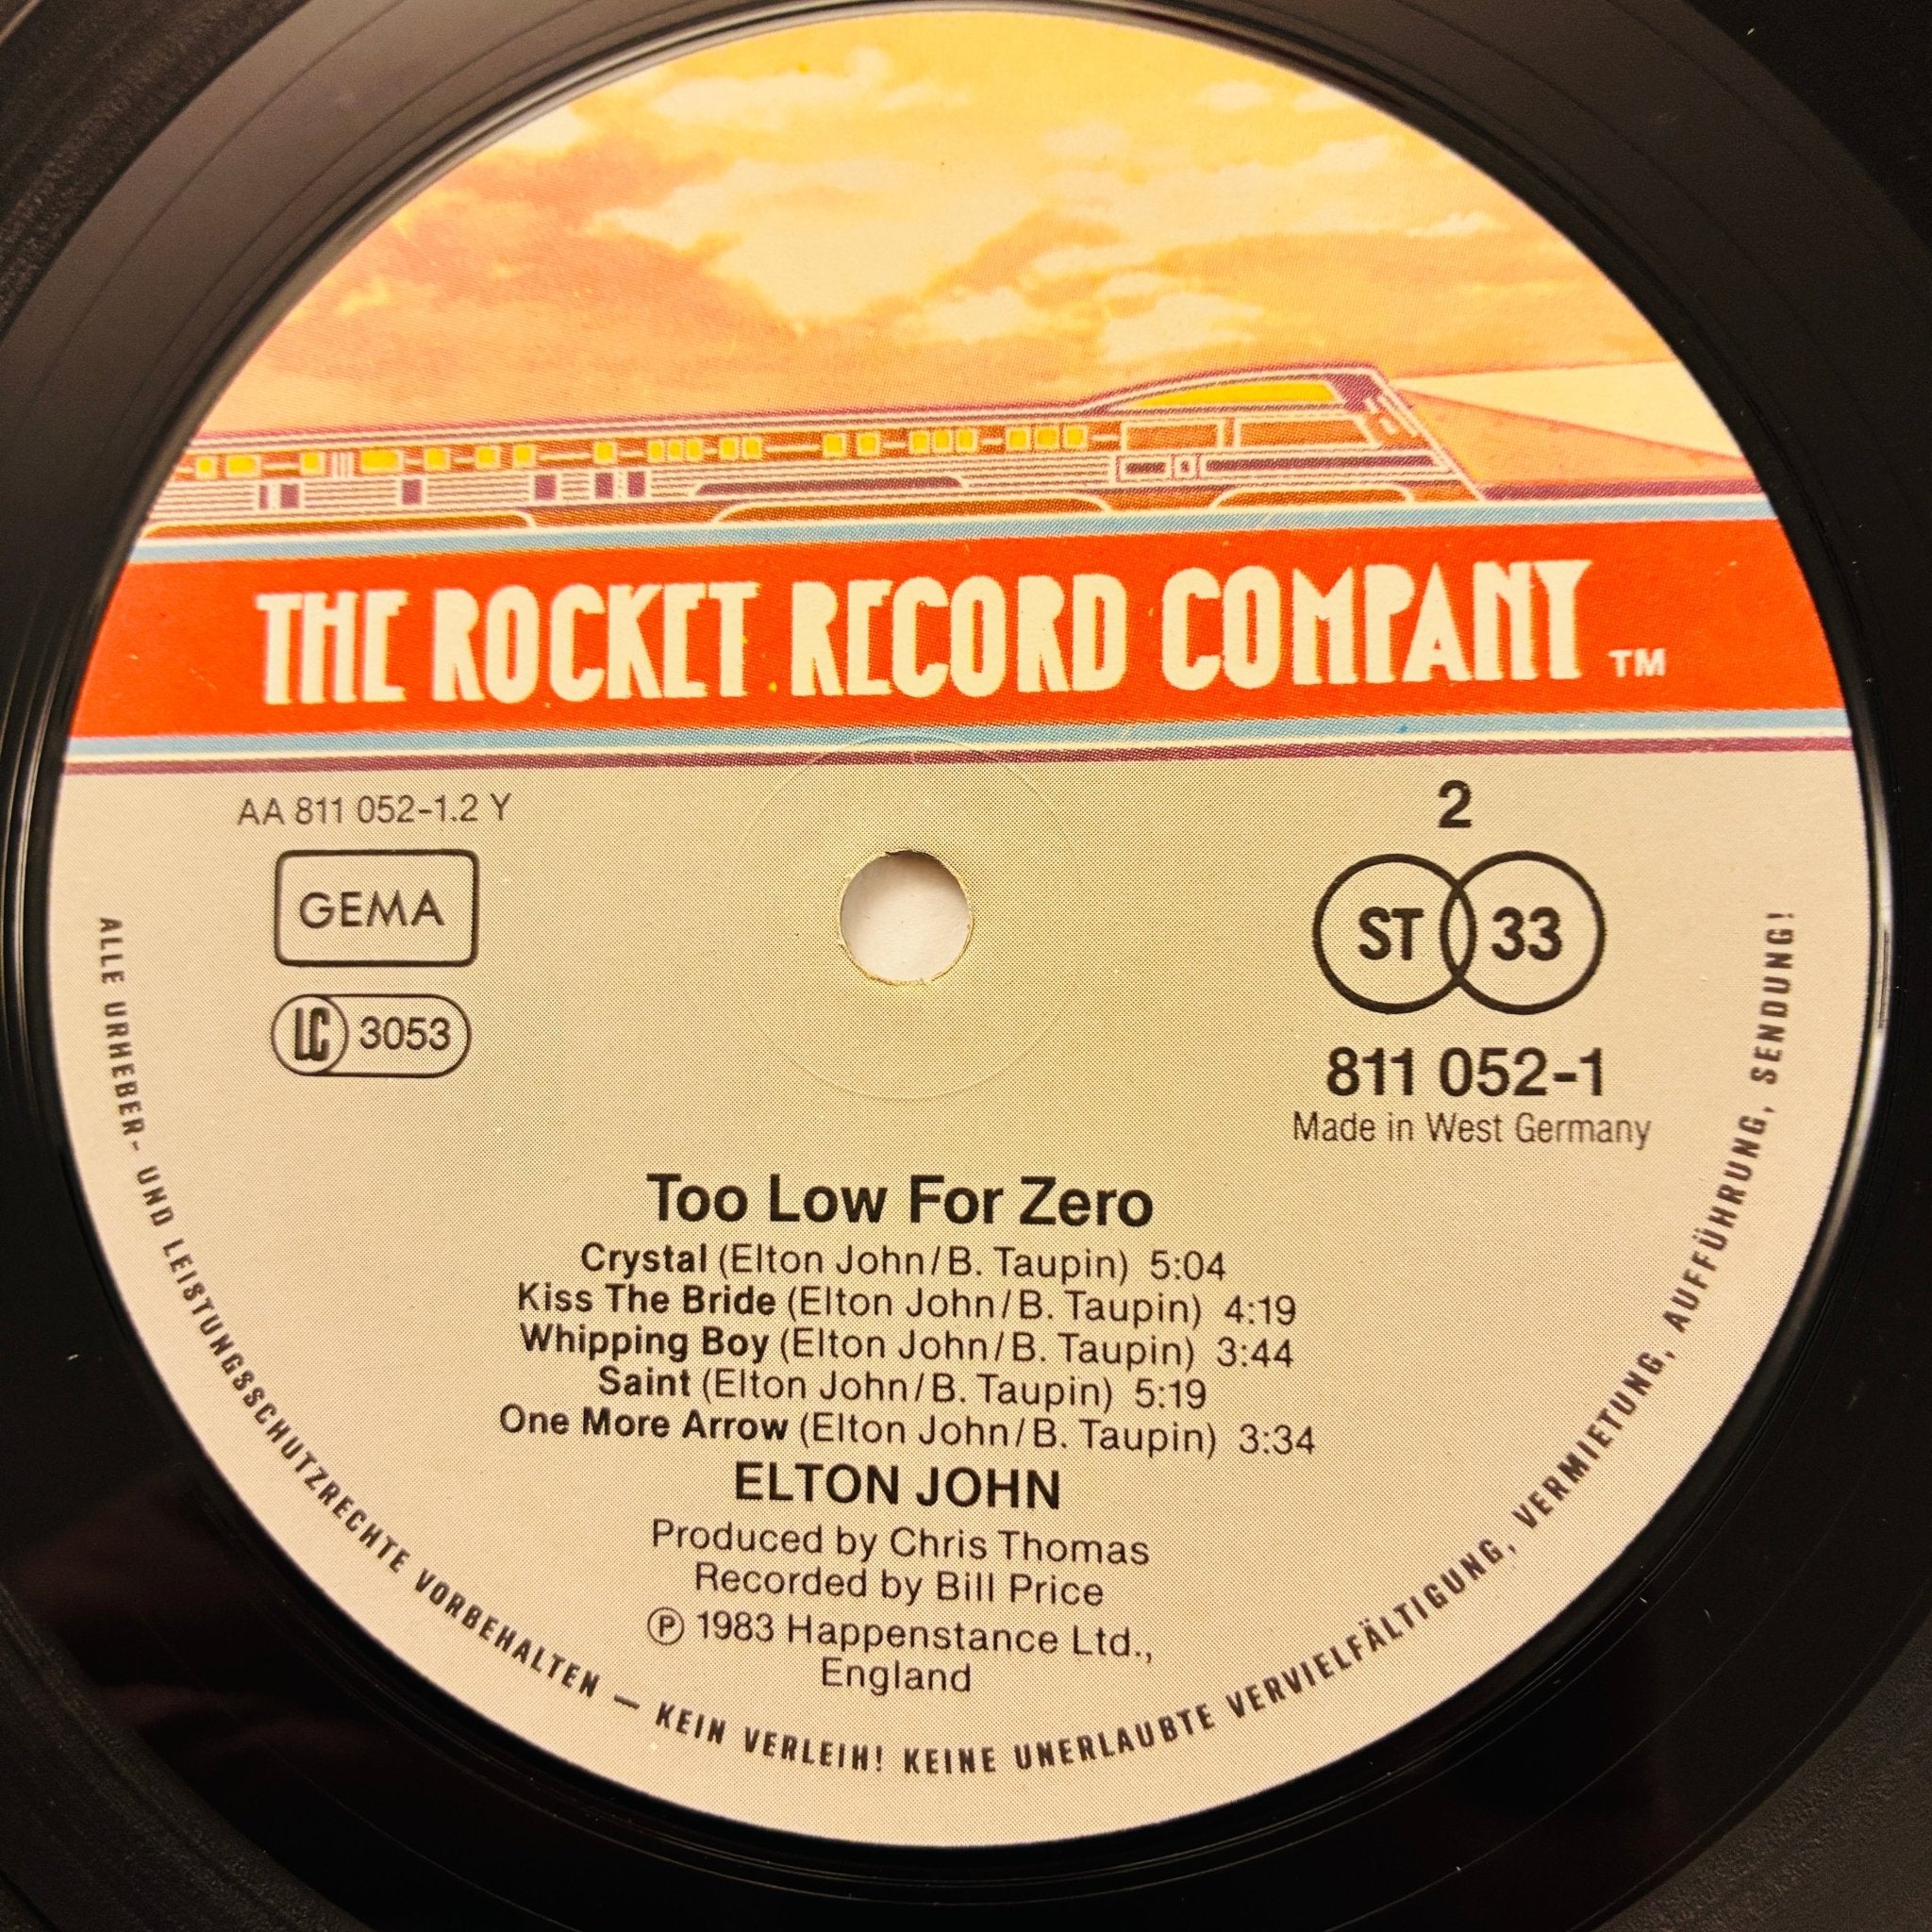 THE ROCKET RECORD COMPANY TM
AA 811 052-1.2 Y
GEMA
LC 3053
2
ST 33
811 052-1
Made in West Germany
Too Low For Zero
Crystal (Elton John/B. Taupin) 5:04
Kiss The Bride (Elton John/B. Taupin) 4:19
Whipping Boy (Elton John/B. Taupin) 3:44
Saint (Elton John/B. Taupin) 5:19
One More Arrow (Elton John/B. Taupin) 3:34
ELTON JOHN
Produced by Chris Thomas
Recorded by Bill Price
Ⓟ 1983 Happenstance Ltd.,
England
ALLE URHEBER- UND LEISTUNGSSCHUTZRECHTE VORBEHALTEN — KEIN VERLEIH! KEINE UNERLAUBTE VERVIELFÄLTIGUNG, VERMIETUNG, AUFFÜHRUNG, SENDUNG!